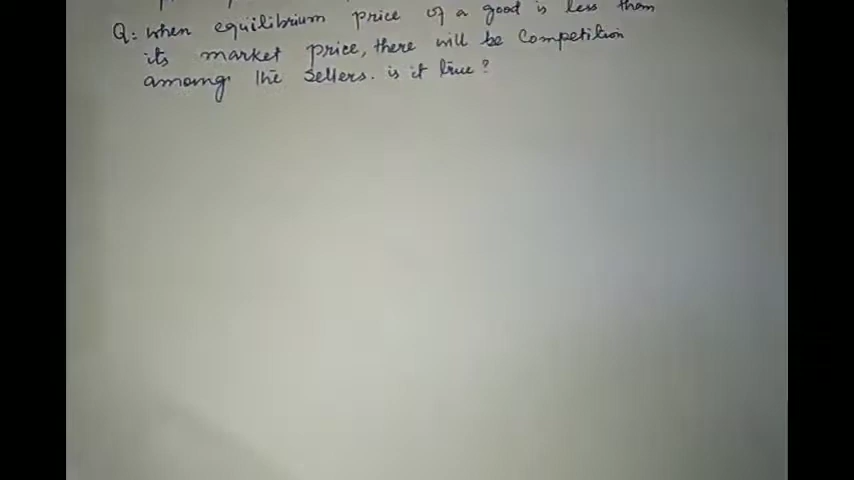 Q: when equilibrium price of a good is less than
its market price, there will be competition
among the sellers. is it true?